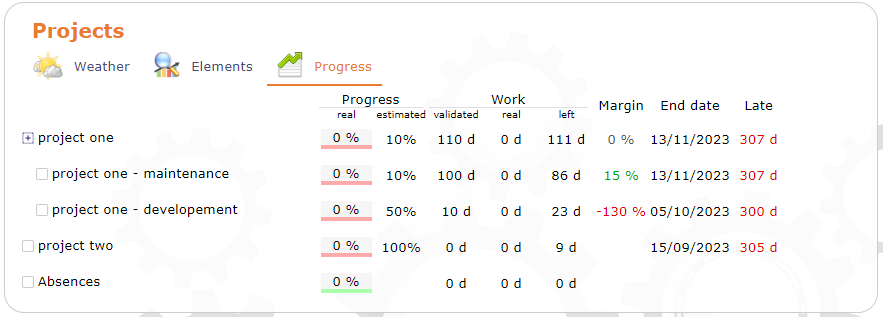 Projects
Weather Elements Progress
Progress Work Margin End date Late
real estimated validated real left
project one 0 % 10% 110 d 0 d 111 d 0 % 13/11/2023 307 d
project one - maintenance 0 % 10% 100 d 0 d 86 d 15 % 13/11/2023 307 d
project one - developement 0 % 50% 10 d 0 d 23 d -130 % 05/10/2023 300 d
project two 0 % 100% 0 d 0 d 9 d 15/09/2023 305 d
Absences 0 % 0 d 0 d 0 d